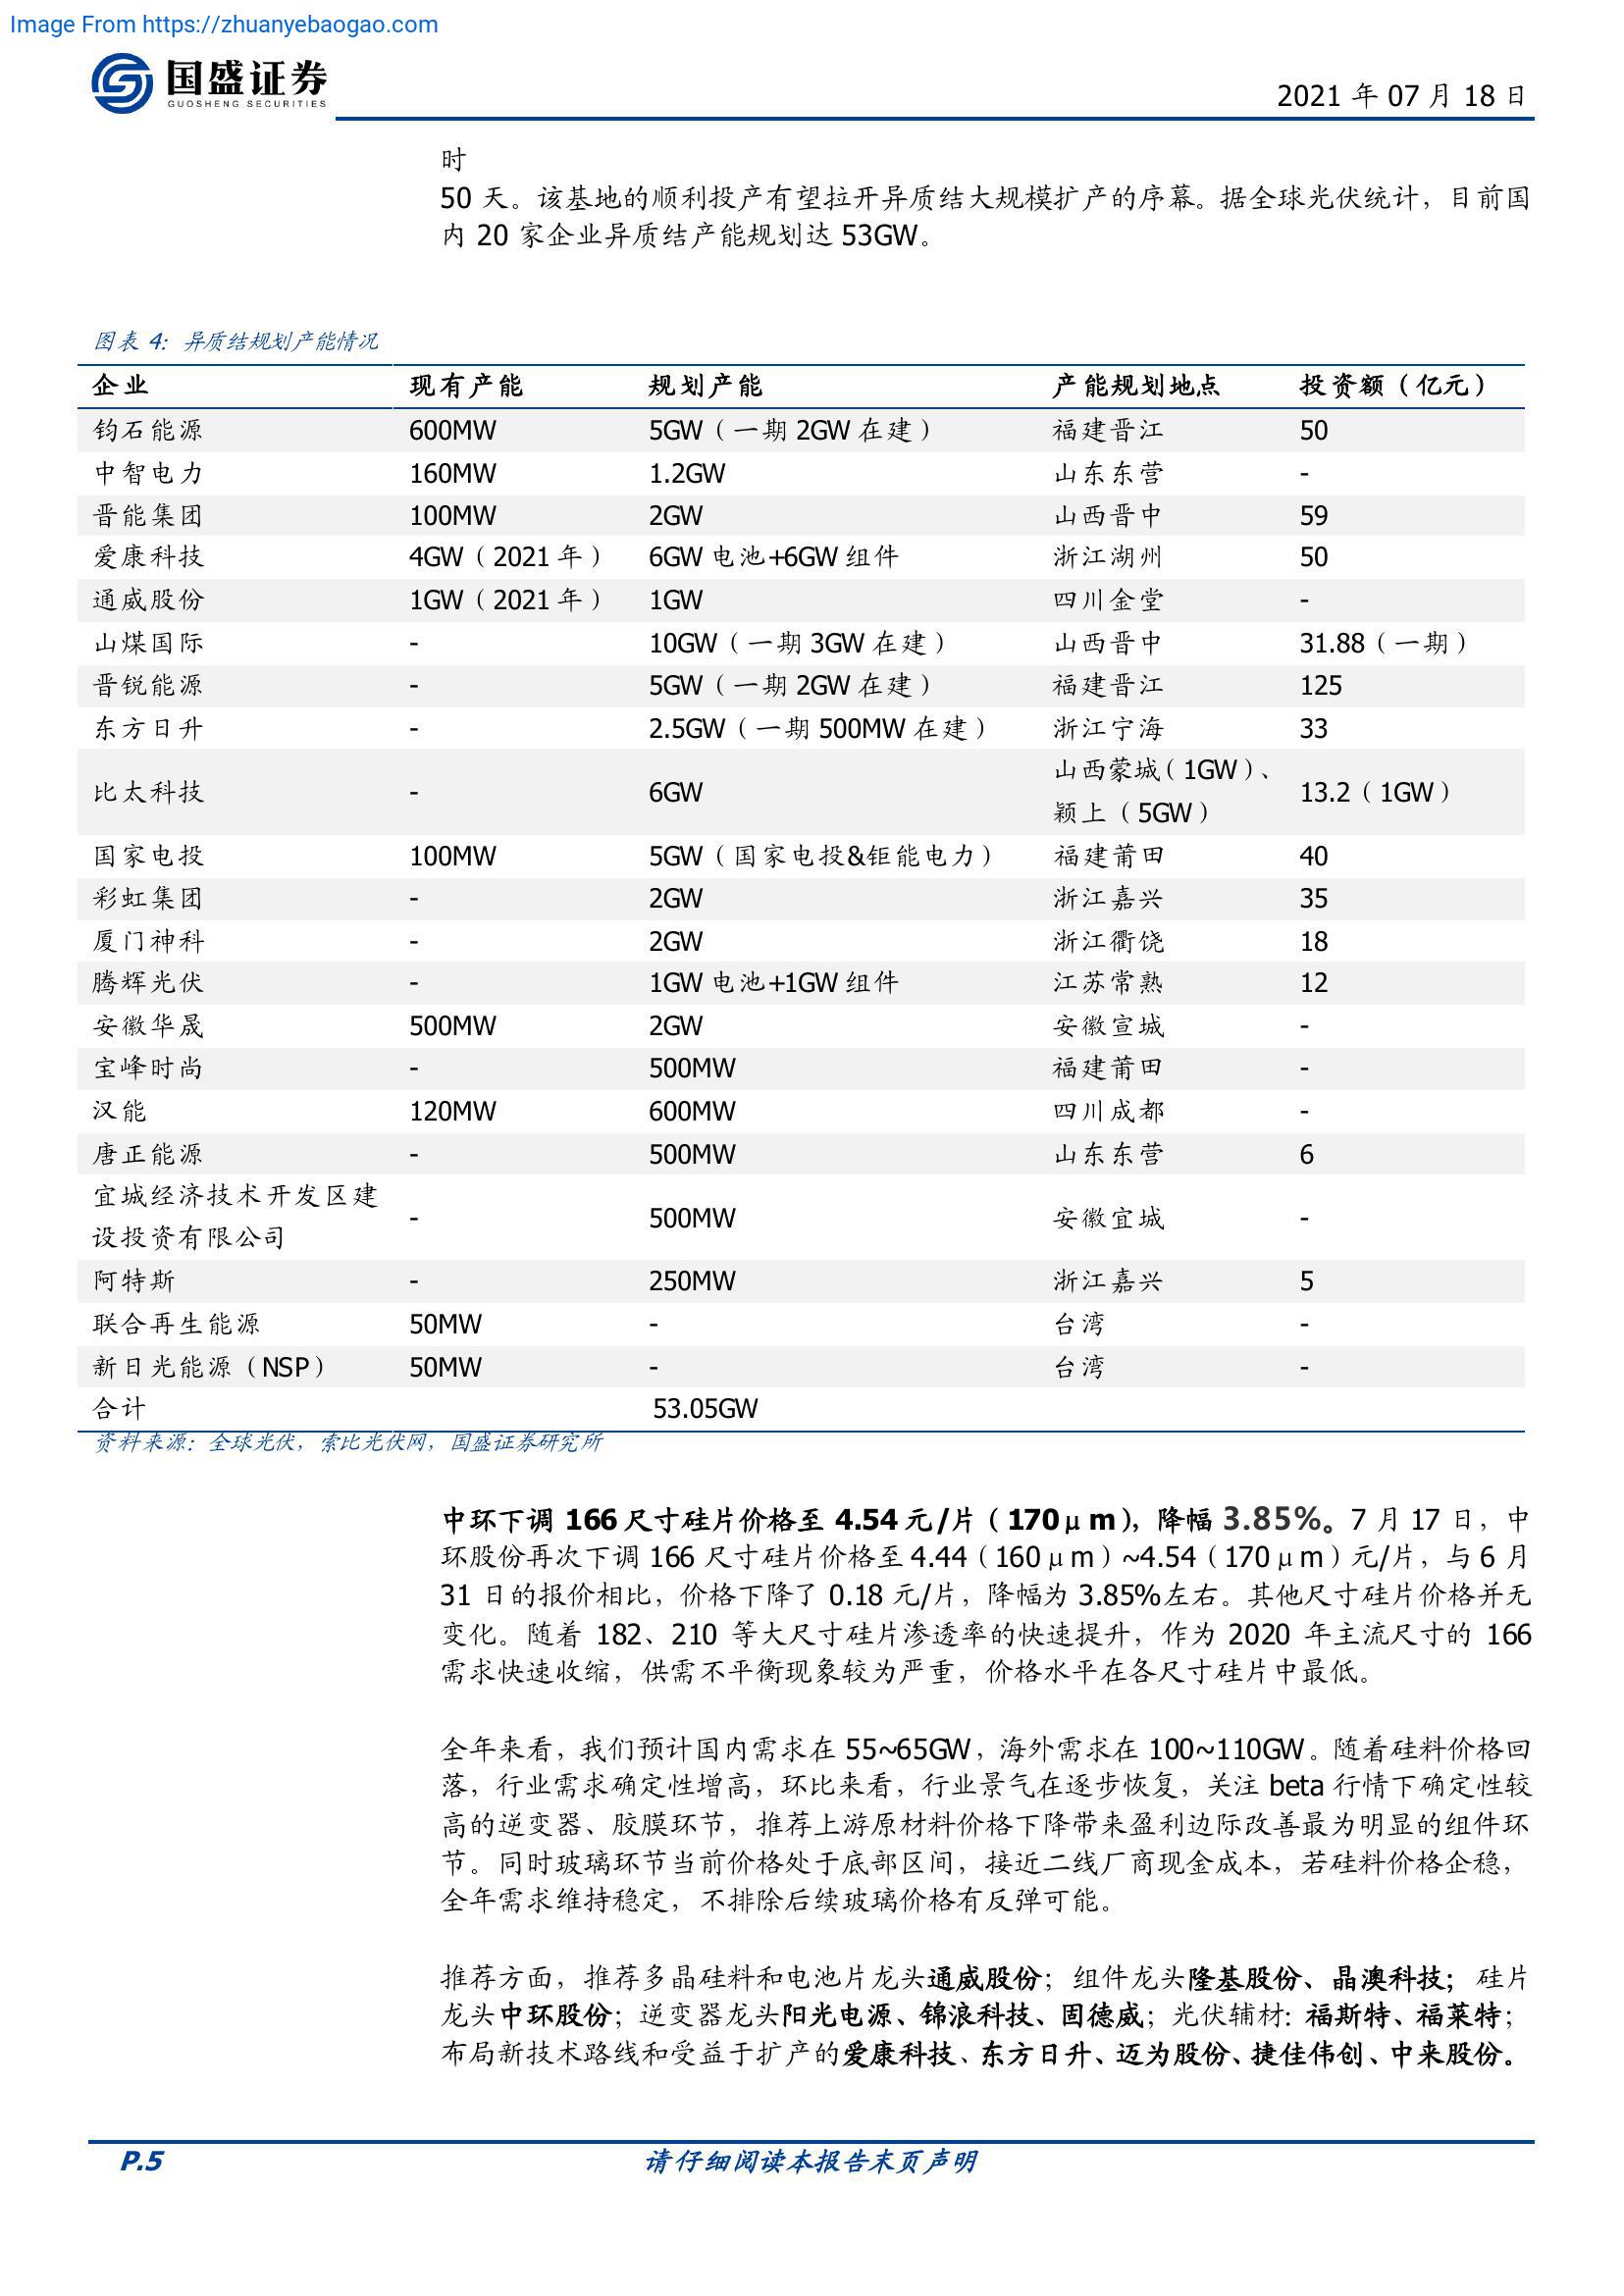 Image From https://zhuanyebaogao.com
国盛证券
GUOSHENG SECURITIES
2021 年 07 月 18 日
时
50 天。该基地的顺利投产有望拉开异质结大规模扩产的序幕。据全球光伏统计，目前国
内 20 家企业异质结产能规划达 53GW。
图表 4：异质结规划产能情况
企业 现有产能 规划产能 产能规划地点 投资额（亿元）
钧石能源 600MW 5GW（一期 2GW 在建） 福建晋江 50
中智电力 160MW 1.2GW 山东东营 -
晋能集团 100MW 2GW 山西晋中 59
爱康科技 4GW（2021 年） 6GW 电池+6GW 组件 浙江湖州 50
通威股份 1GW（2021 年） 1GW 四川金堂 -
山煤国际 - 10GW（一期 3GW 在建） 山西晋中 31.88（一期）
晋锐能源 - 5GW（一期 2GW 在建） 福建晋江 125
东方日升 - 2.5GW（一期 500MW 在建） 浙江宁海 33
比太科技 - 6GW 山西蒙城（1GW）、
颖上（5GW） 13.2（1GW）
国家电投 100MW 5GW（国家电投&钜能电力） 福建莆田 40
彩虹集团 - 2GW 浙江嘉兴 35
厦门神科 - 2GW 浙江衢饶 18
腾辉光伏 - 1GW 电池+1GW 组件 江苏常熟 12
安徽华晟 500MW 2GW 安徽宣城 -
宝峰时尚 - 500MW 福建莆田 -
汉能 120MW 600MW 四川成都 -
唐正能源 - 500MW 山东东营 6
宜城经济技术开发区建
设投资有限公司 - 500MW 安徽宜城 -
阿特斯 - 250MW 浙江嘉兴 5
联合再生能源 50MW - 台湾 -
新日光能源（NSP） 50MW - 台湾 -
合计 53.05GW
资料来源：全球光伏，索比光伏网，国盛证券研究所
中环下调 166 尺寸硅片价格至 4.54 元/片（170μm），降幅 3.85%。7 月 17 日，中
环股份再次下调 166 尺寸硅片价格至 4.44（160μm）~4.54（170μm）元/片，与 6 月
31 日的报价相比，价格下降了 0.18 元/片，降幅为 3.85%左右。其他尺寸硅片价格并无
变化。随着 182、210 等大尺寸硅片渗透率的快速提升，作为 2020 年主流尺寸的 166
需求快速收缩，供需不平衡现象较为严重，价格水平在各尺寸硅片中最低。
全年来看，我们预计国内需求在 55~65GW，海外需求在 100~110GW。随着硅料价格回
落，行业需求确定性增高，环比来看，行业景气在逐步恢复，关注 beta 行情下确定性较
高的逆变器、胶膜环节，推荐上游原材料价格下降带来盈利边际改善最为明显的组件环
节。同时玻璃环节当前价格处于底部区间，接近二线厂商现金成本，若硅料价格企稳，
全年需求维持稳定，不排除后续玻璃价格有反弹可能。
推荐方面，推荐多晶硅料和电池片龙头通威股份；组件龙头隆基股份、晶澳科技；硅片
龙头中环股份；逆变器龙头阳光电源、锦浪科技、固德威；光伏辅材：福斯特、福莱特；
布局新技术路线和受益于扩产的爱康科技、东方日升、迈为股份、捷佳伟创、中来股份。
P.5
请仔细阅读本报告末页声明